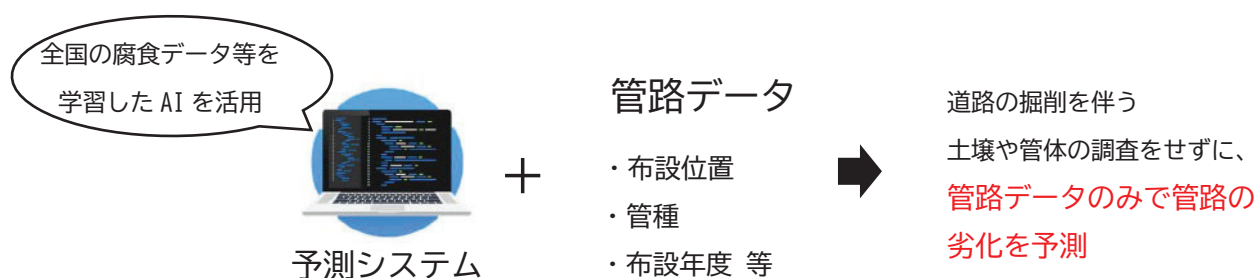 全国の腐食データ等を
学習した AI を活用
予測システム
＋
管路データ
・布設位置
・管種
・布設年度 等
道路の掘削を伴う
土壌や管体の調査をせずに、
管路データのみで管路の
劣化を予測